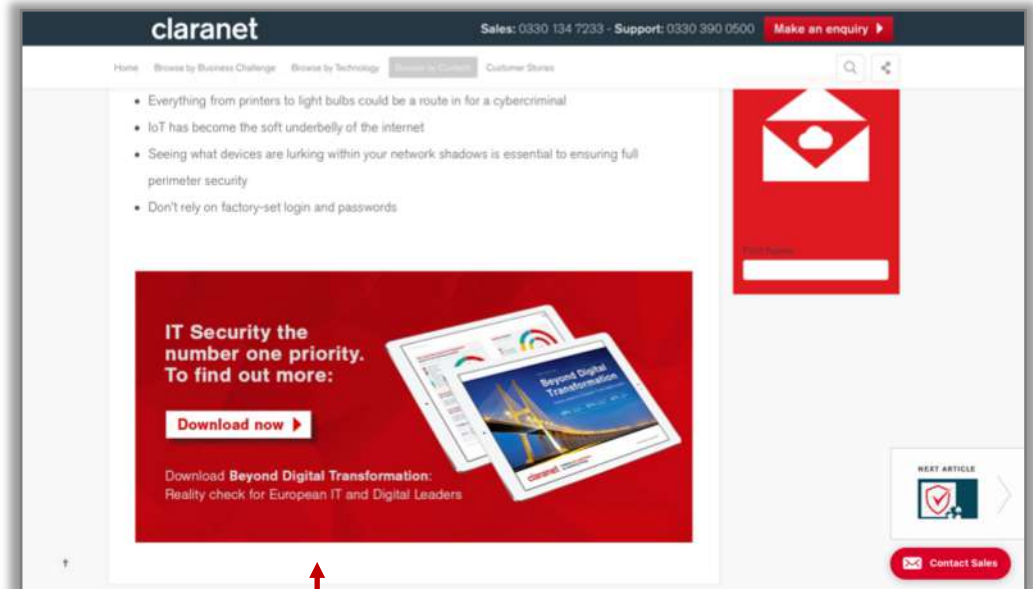 claranet
Sales: 0330 134 7233 - Support: 0330 390 0500
Make an enquiry
Home Browse by Business Challenge Browse by Technology Browse by Content Customer Stories
• Everything from printers to light bulbs could be a route in for a cybercriminal
• IoT has become the soft underbelly of the internet
• Seeing what devices are lurking within your network shadows is essential to ensuring full
perimeter security
• Don't rely on factory-set login and passwords
First Name
IT Security the
number one priority.
To find out more:
Download now
Download Beyond Digital Transformation:
Reality check for European IT and Digital Leaders
Beyond Digital
Transformation
claranet
NEXT ARTICLE
Contact Sales